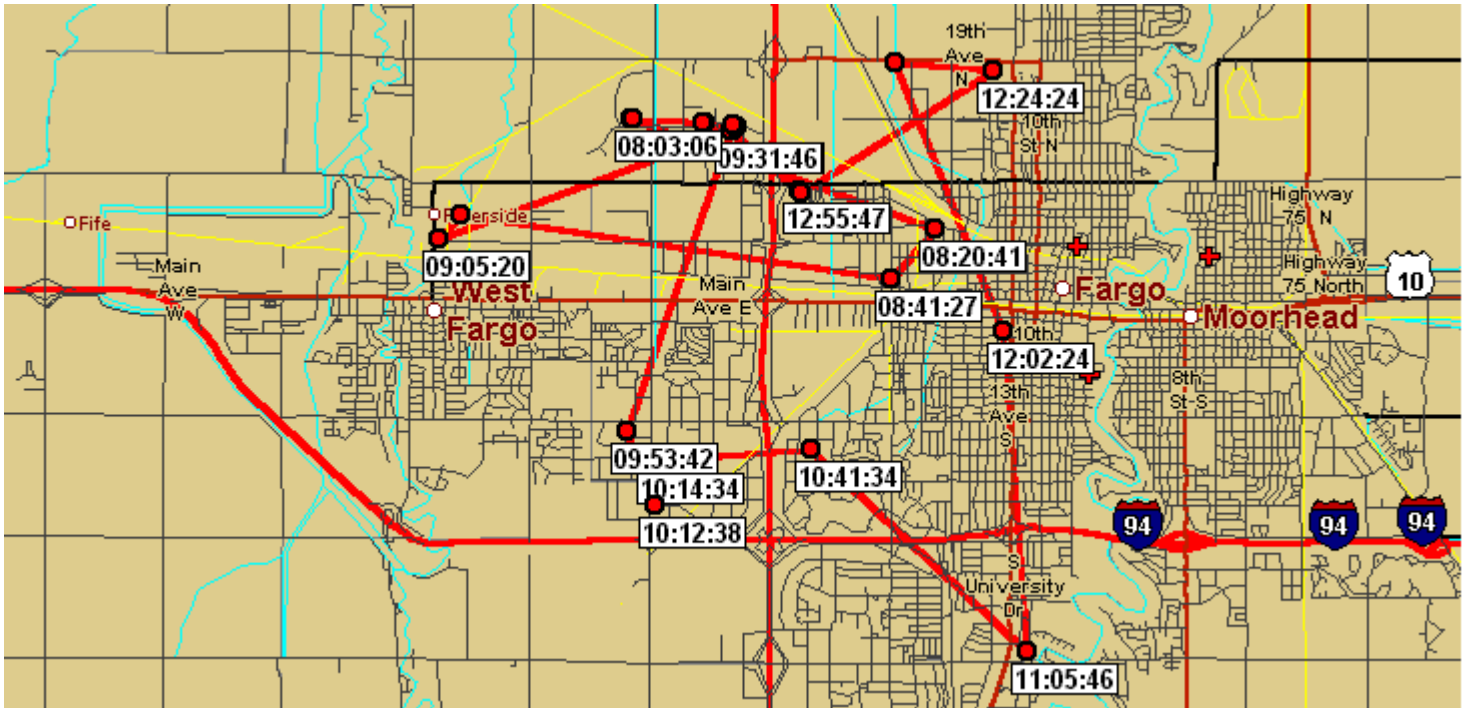 19th
Ave
N
12:24:24
10th
St N
08:03:06
09:31:46
Highway
75 N
12:55:47
Fife
erside
08:20:41
09:05:20
Main
Ave
W
Highway
75 North
10
Main
Ave E
08:41:27
Fargo
West
Fargo
Moorhead
10th
12:02:24
13th
Ave
S
8th
St S
09:53:42
10:14:34
10:41:34
10:12:38
94
94
94
S
University
Dr
11:05:46